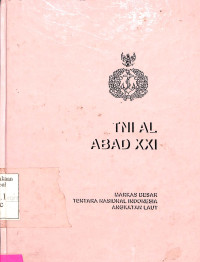 TNI AL
ABAD XXI
MARKAS BESAR
TENTARA NASIONAL INDONESIA
ANGKATAN LAUT